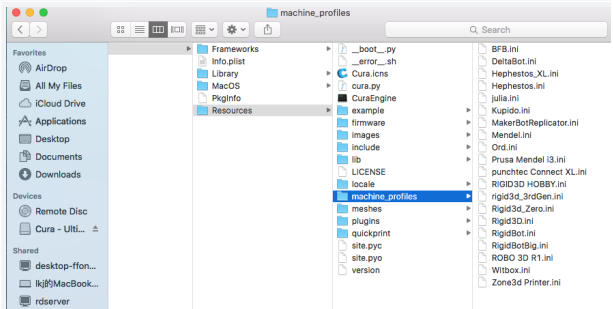 machine_profiles
Search
Favorites
AirDrop
All My Files
iCloud Drive
Applications
Desktop
Documents
Downloads
Devices
Remote Disc
Cura - Ulti...
Shared
desktop-ffon...
lkj的MacBook...
rdserver
Frameworks
Info.plist
Library
MacOS
PkgInfo
Resources
__boot__.py
__error__.sh
Cura.icns
cura.py
CuraEngine
example
firmware
images
include
lib
LICENSE
locale
machine_profiles
meshes
plugins
quickprint
site.pyc
site.pyo
version
BFB.ini
DeltaBot.ini
Hephestos_XL.ini
Hephestos.ini
julia.ini
Kupido.ini
MakerBotReplicator.ini
Mendel.ini
Ord.ini
Prusa Mendel i3.ini
punchtec Connect XL.ini
RIGID3D HOBBY.ini
rigid3d_3rdGen.ini
Rigid3d_Zero.ini
Rigid3D.ini
RigidBot.ini
RigidBotBig.ini
ROBO 3D R1.ini
Witbox.ini
Zone3d Printer.ini